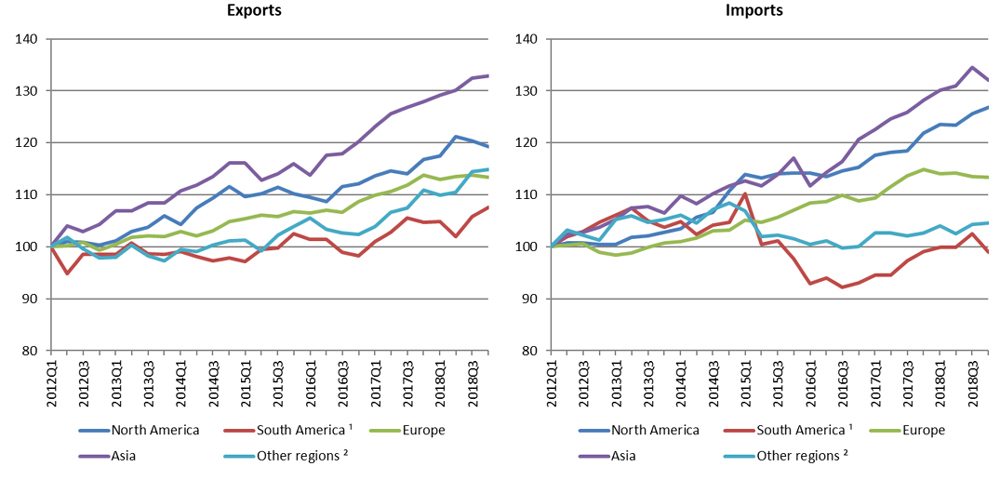 Exports
140
130
120
110
100
90
80
2012Q1
2012Q3
2013Q1
2013Q3
2014Q1
2014Q3
2015Q1
2015Q3
2016Q1
2016Q3
2017Q1
2017Q3
2018Q1
2018Q3
North America South America ¹ Europe
Asia Other regions ²
Imports
140
130
120
110
100
90
80
2012Q1
2012Q3
2013Q1
2013Q3
2014Q1
2014Q3
2015Q1
2015Q3
2016Q1
2016Q3
2017Q1
2017Q3
2018Q1
2018Q3
North America South America ¹ Europe
Asia Other regions ²